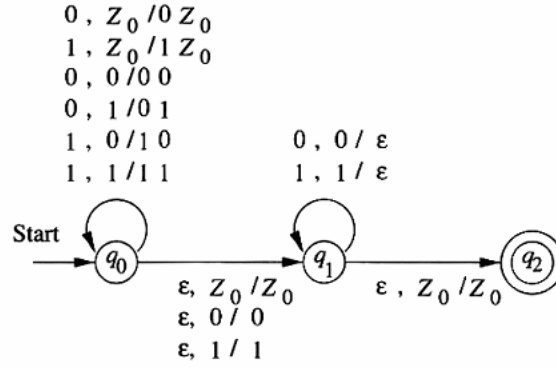 0 , Z0 / 0 Z0
1 , Z0 / 1 Z0
0 , 0 / 0 0
0 , 1 / 0 1
1 , 0 / 1 0
1 , 1 / 1 1
0 , 0 / ε
1 , 1 / ε
Start
q0
q1
q2
ε, Z0 / Z0
ε, 0 / 0
ε, 1 / 1
ε , Z0 / Z0